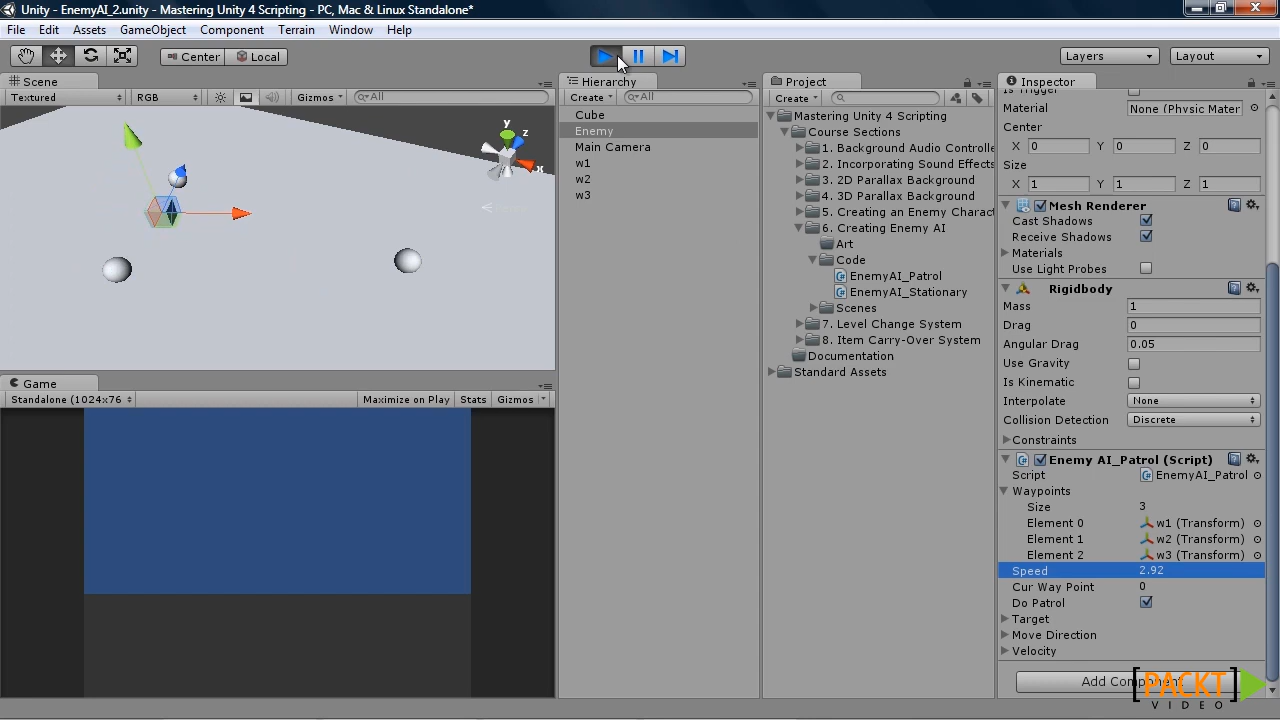 Unity - EnemyAI_2.unity - Mastering Unity 4 Scripting - PC, Mac & Linux Standalone*
File Edit Assets GameObject Component Terrain Window Help
Center Local Layers Layout
Scene
Textured RGB Gizmos All
y
z
x
Game
Standalone (1024x76 Maximize on Play Stats Gizmos
Hierarchy
Create All
Cube
Enemy
Main Camera
w1
w2
w3
Project
Create
Mastering Unity 4 Scripting
Course Sections
1. Background Audio Controlle
2. Incorporating Sound Effects
3. 2D Parallax Background
4. 3D Parallax Background
5. Creating an Enemy Charact
6. Creating Enemy AI
Art
Code
EnemyAI_Patrol
EnemyAI_Stationary
Scenes
7. Level Change System
8. Item Carry-Over System
Documentation
Standard Assets
Inspector
Is Trigger
Material None (Physic Mater
Center
X 0 Y 0 Z 0
Size
X 1 Y 1 Z 1
Mesh Renderer
Cast Shadows
Receive Shadows
Materials
Use Light Probes
Rigidbody
Mass 1
Drag 0
Angular Drag 0.05
Use Gravity
Is Kinematic
Interpolate None
Collision Detection Discrete
Constraints
Enemy AI_Patrol (Script)
Script EnemyAI_Patrol
Waypoints
Size 3
Element 0 w1 (Transform)
Element 1 w2 (Transform)
Element 2 w3 (Transform)
Speed 2.92
Cur Way Point 0
Do Patrol
Target
Move Direction
Velocity
Add Component
[PACKT]
VIDEO